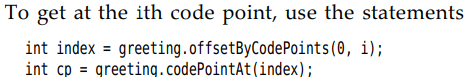 To get at the ith code point, use the statements
int index = greeting.offsetByCodePoints(0, i);
int cp = greeting.codePointAt(index);